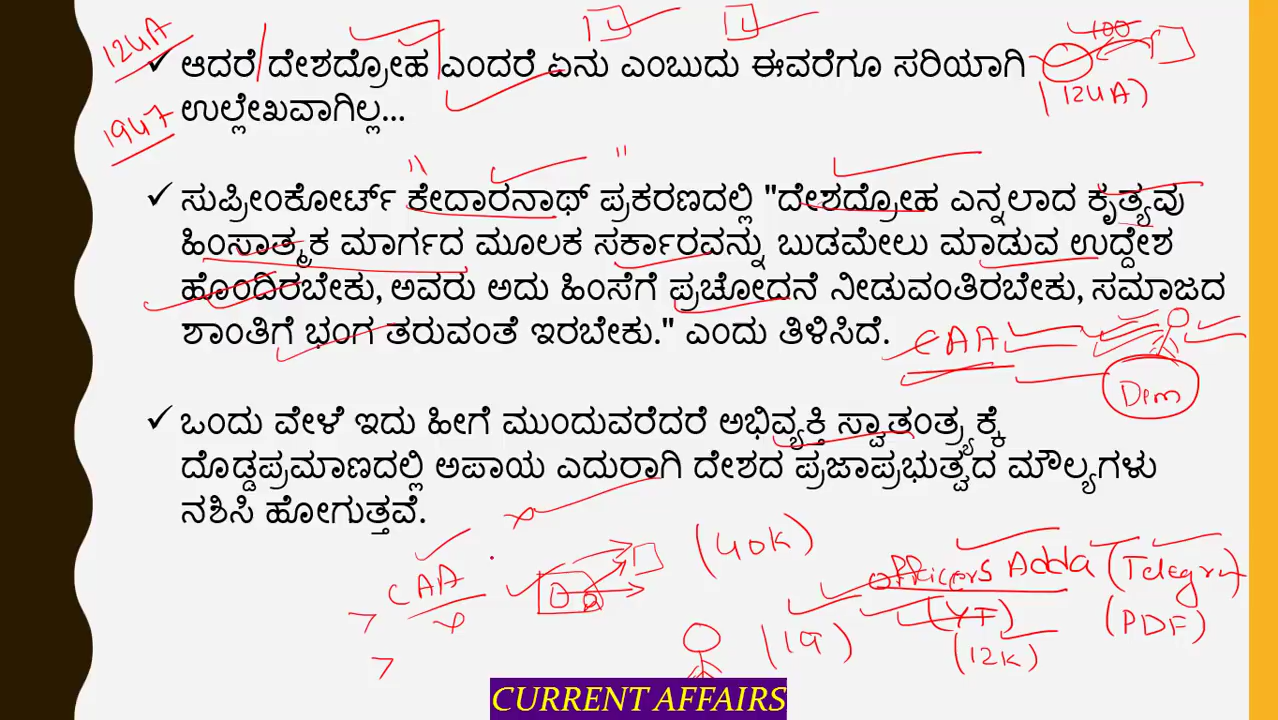 124A
ಆದರೆ ದೇಶದ್ರೋಹ ಎಂದರೆ ಏನು ಎಂಬುದು ಈವರೆಗೂ ಸರಿಯಾಗಿ
100
(124A)
1947
ಉಲ್ಲೇಖವಾಗಿಲ್ಲ...
ಸುಪ್ರೀಂಕೋರ್ಟ್ ಕೇದಾರನಾಥ್ ಪ್ರಕರಣದಲ್ಲಿ "ದೇಶದ್ರೋಹ ಎನ್ನಲಾದ ಕೃತ್ಯವು
ಹಿಂಸಾತ್ಮಕ ಮಾರ್ಗದ ಮೂಲಕ ಸರ್ಕಾರವನ್ನು ಬುಡಮೇಲು ಮಾಡುವ ಉದ್ದೇಶ
ಹೊಂದಿರಬೇಕು, ಅವರು ಅದು ಹಿಂಸೆಗೆ ಪ್ರಚೋದನೆ ನೀಡುವಂತಿರಬೇಕು, ಸಮಾಜದ
ಶಾಂತಿಗೆ ಭಂಗ ತರುವಂತೆ ಇರಬೇಕು." ಎಂದು ತಿಳಿಸಿದೆ.
CAA
Dem
ಒಂದು ವೇಳೆ ಇದು ಹೀಗೆ ಮುಂದುವರೆದರೆ ಅಭಿವ್ಯಕ್ತಿ ಸ್ವಾತಂತ್ರ್ಯಕ್ಕೆ
ದೊಡ್ಡಪ್ರಮಾಣದಲ್ಲಿ ಅಪಾಯ ಎದುರಾಗಿ ದೇಶದ ಪ್ರಜಾಪ್ರಭುತ್ವದ ಮೌಲ್ಯಗಳು
ನಶಿಸಿ ಹೋಗುತ್ತವೆ.
(40K)
CAA
Officers Adda (Telegram
(YT)
(PDF)
(19)
(12K)
CURRENT AFFAIRS